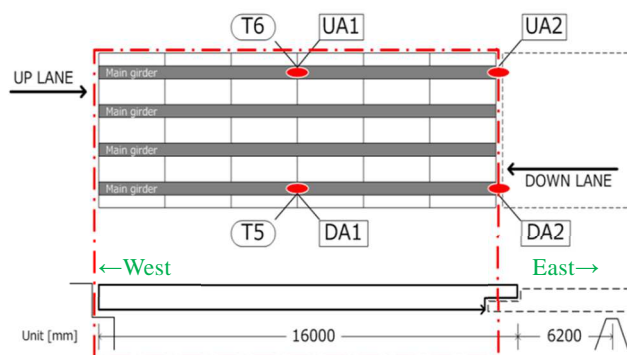 T6 UA1 UA2
UP LANE
Main girder
Main girder
Main girder
Main girder
DOWN LANE
T5 DA1 DA2
←West East→
Unit [mm] 16000 6200